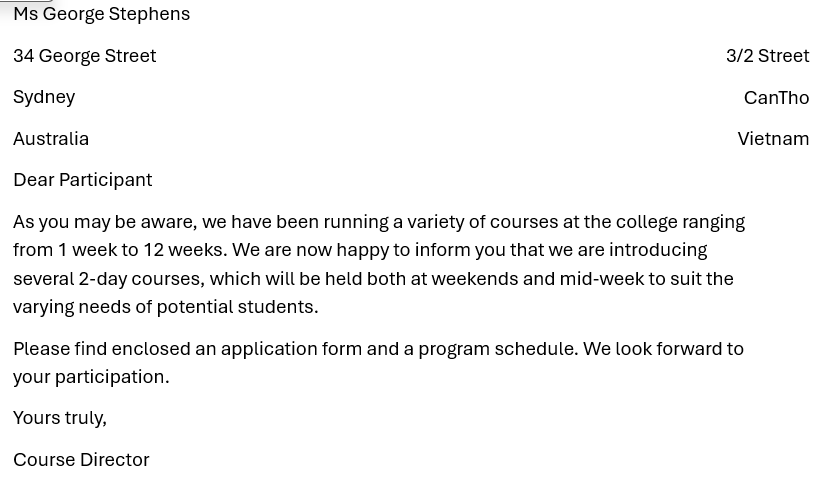 Ms George Stephens
34 George Street 3/2 Street
Sydney CanTho
Australia Vietnam
Dear Participant
As you may be aware, we have been running a variety of courses at the college ranging
from 1 week to 12 weeks. We are now happy to inform you that we are introducing
several 2-day courses, which will be held both at weekends and mid-week to suit the
varying needs of potential students.
Please find enclosed an application form and a program schedule. We look forward to
your participation.
Yours truly,
Course Director